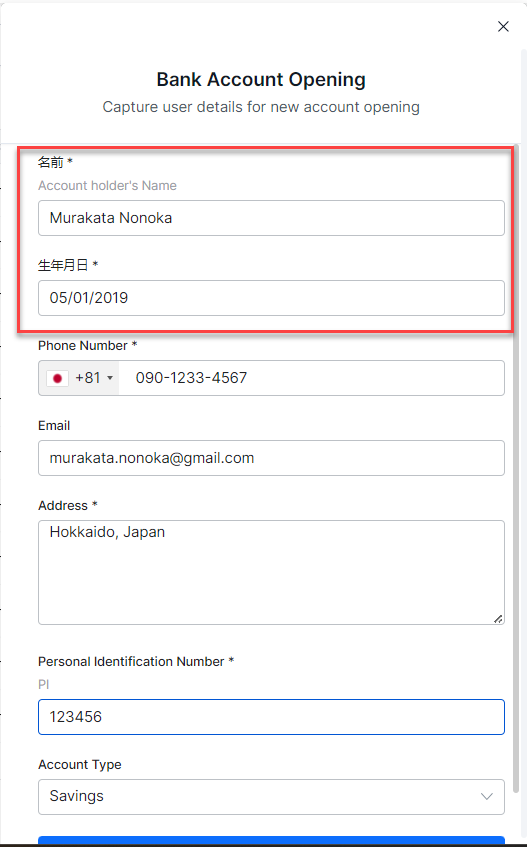 Bank Account Opening
Capture user details for new account opening
名前 *
Account holder's Name
Murakata Nonoka
生年月日 *
05/01/2019
Phone Number *
+81 090-1233-4567
Email
murakata.nonoka@gmail.com
Address *
Hokkaido, Japan
Personal Identification Number *
PI
123456
Account Type
Savings